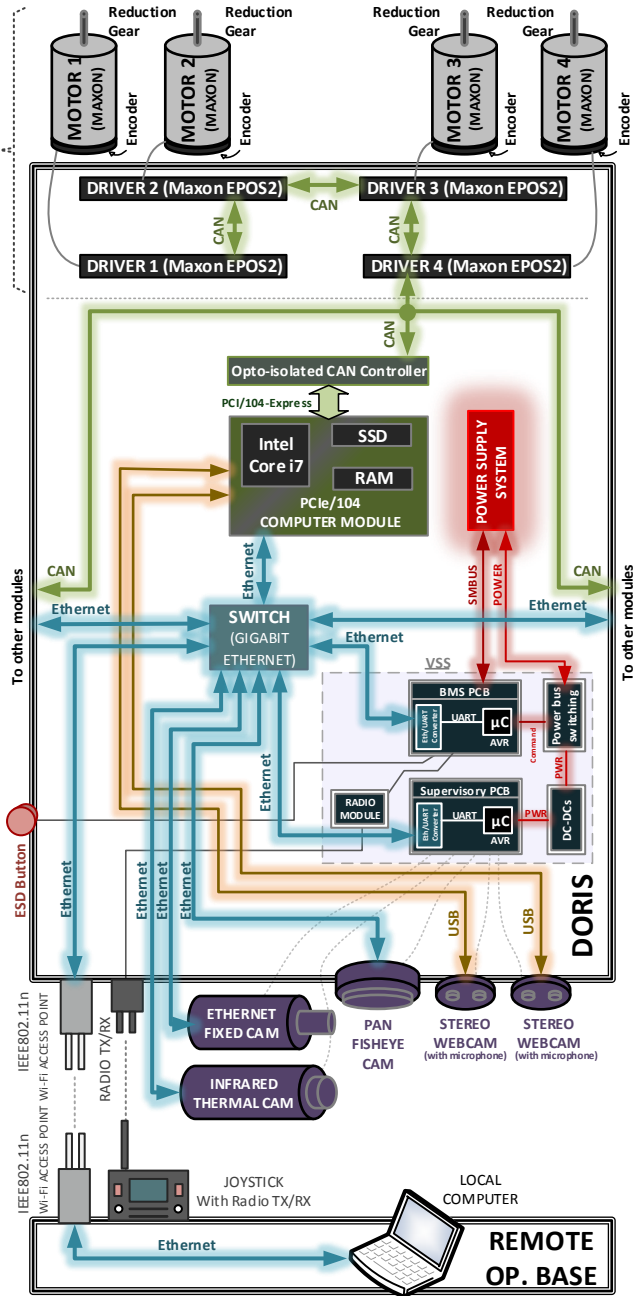 Reduction
Gear
Reduction
Gear
Reduction
Gear
Reduction
Gear
MOTOR 1
(MAXON)
Encoder
MOTOR 2
(MAXON)
Encoder
MOTOR 3
(MAXON)
Encoder
MOTOR 4
(MAXON)
Encoder
DRIVER 2 (Maxon EPOS2)
CAN
DRIVER 3 (Maxon EPOS2)
CAN
CAN
DRIVER 1 (Maxon EPOS2)
DRIVER 4 (Maxon EPOS2)
CAN
Opto-isolated CAN Controller
PCI/104-Express
Intel
Core i7
SSD
RAM
PCIe/104
COMPUTER MODULE
POWER SUPPLY
SYSTEM
SMBUS
POWER
CAN
CAN
Ethernet
Ethernet
Ethernet
To other modules
To other modules
SWITCH
(GIGABIT
ETHERNET)
Ethernet
VSS
BMS PCB
Eth/UART
Converter
UART
μC
AVR
Command
Power bus
switching
PWR
Ethernet
RADIO
MODULE
Supervisory PCB
Eth/UART
Converter
UART
μC
AVR
PWR
DC-DCs
ESD Button
Ethernet
Ethernet
Ethernet
Ethernet
USB
USB
DORIS
IEEE802.11n
Wi-Fi ACCESS POINT
RADIO TX/RX
ETHERNET
FIXED CAM
PAN
FISHEYE
CAM
STEREO
WEBCAM
(with microphone)
STEREO
WEBCAM
(with microphone)
INFRARED
THERMAL CAM
IEEE802.11n
Wi-Fi ACCESS POINT
JOYSTICK
With Radio TX/RX
LOCAL
COMPUTER
Ethernet
REMOTE
OP. BASE